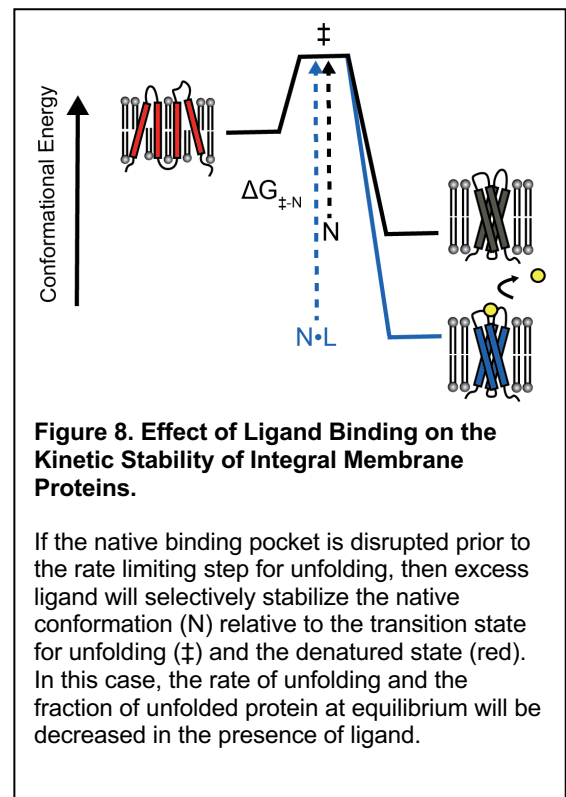 ‡
Conformational Energy
ΔG‡-N
N
N•L
Figure 8. Effect of Ligand Binding on the
Kinetic Stability of Integral Membrane
Proteins.
If the native binding pocket is disrupted prior to
the rate limiting step for unfolding, then excess
ligand will selectively stabilize the native
conformation (N) relative to the transition state
for unfolding (‡) and the denatured state (red).
In this case, the rate of unfolding and the
fraction of unfolded protein at equilibrium will be
decreased in the presence of ligand.